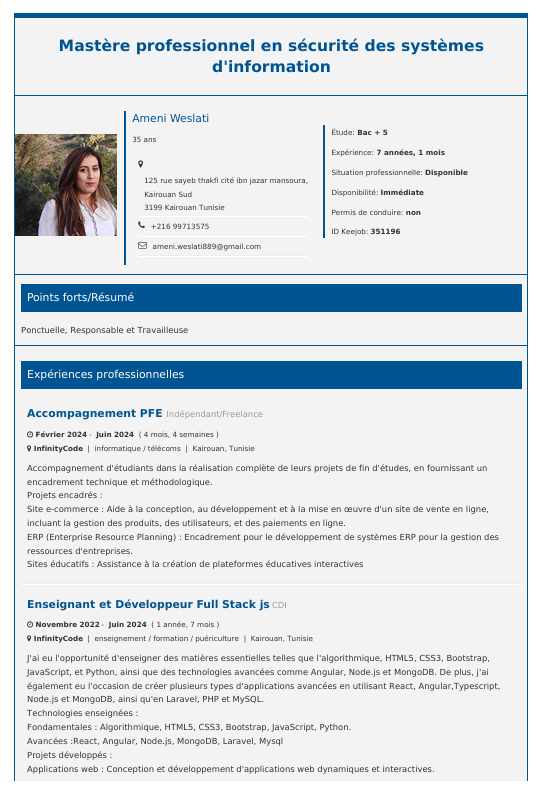 Mastère professionnel en sécurité des systèmes
d'information
Ameni Weslati
35 ans
125 rue sayeb thakfi cité ibn jazar mansoura,
Kairouan Sud
3199 Kairouan Tunisie
+216 99713575
ameni.weslati889@gmail.com
Étude: Bac + 5
Expérience: 7 années, 1 mois
Situation professionnelle: Disponible
Disponibilité: Immédiate
Permis de conduire: non
ID Keejob: 351196
Points forts/Résumé
Ponctuelle, Responsable et Travailleuse
Expériences professionnelles
Accompagnement PFE Indépendant/Freelance
Février 2024 - Juin 2024 ( 4 mois, 4 semaines )
InfinityCode | informatique / télécoms | Kairouan, Tunisie
Accompagnement d'étudiants dans la réalisation complète de leurs projets de fin d'études, en fournissant un
encadrement technique et méthodologique.
Projets encadrés :
Site e-commerce : Aide à la conception, au développement et à la mise en œuvre d'un site de vente en ligne,
incluant la gestion des produits, des utilisateurs, et des paiements en ligne.
ERP (Enterprise Resource Planning) : Encadrement pour le développement de systèmes ERP pour la gestion des
ressources d'entreprises.
Sites éducatifs : Assistance à la création de plateformes éducatives interactives
Enseignant et Développeur Full Stack js CDI
Novembre 2022 - Juin 2024 ( 1 année, 7 mois )
InfinityCode | enseignement / formation / puériculture | Kairouan, Tunisie
J'ai eu l'opportunité d'enseigner des matières essentielles telles que l'algorithmique, HTML5, CSS3, Bootstrap,
JavaScript, et Python, ainsi que des technologies avancées comme Angular, Node.js et MongoDB. De plus, j'ai
également eu l'occasion de créer plusieurs types d'applications avancées en utilisant React, Angular,Typescript,
Node.js et MongoDB, ainsi qu'en Laravel, PHP et MySQL.
Technologies enseignées :
Fondamentales : Algorithmique, HTML5, CSS3, Bootstrap, JavaScript, Python.
Avancées :React, Angular, Node.js, MongoDB, Laravel, Mysql
Projets développés :
Applications web : Conception et développement d'applications web dynamiques et interactives.